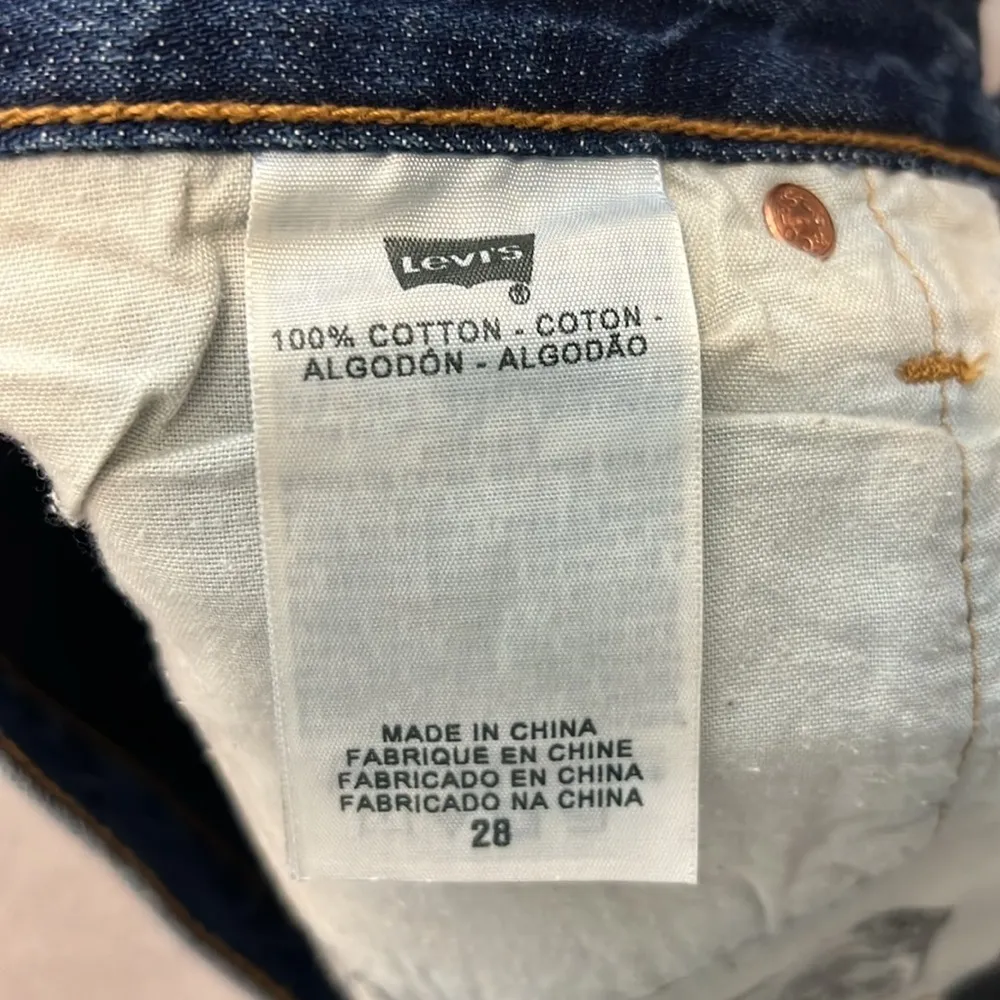 Levi's
®
100% COTTON - COTON -
ALGODÓN - ALGODÃO
MADE IN CHINA
FABRIQUE EN CHINE
FABRICADO EN CHINA
FABRICADO NA CHINA
28